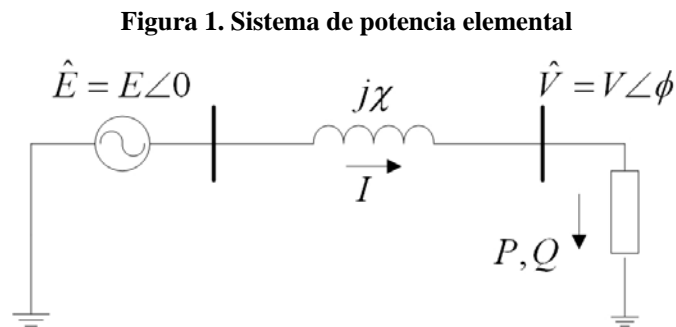 Figura 1. Sistema de potencia elemental
Ê = E∠0
jχ
V̂ = V∠ϕ
I
P, Q